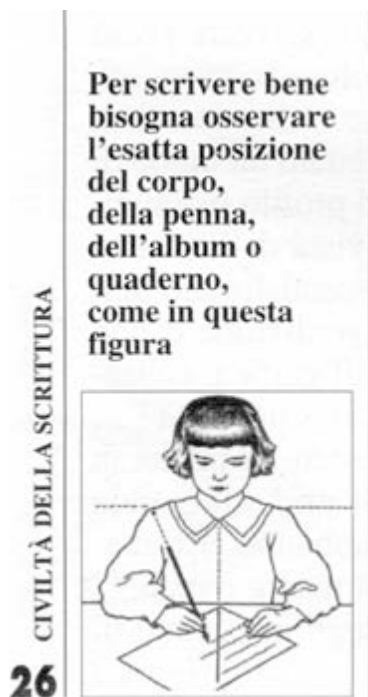 Per scrivere bene
bisogna osservare
l'esatta posizione
del corpo,
della penna,
dell'album o
quaderno,
come in questa
figura
CIVILTÀ DELLA SCRITTURA
26